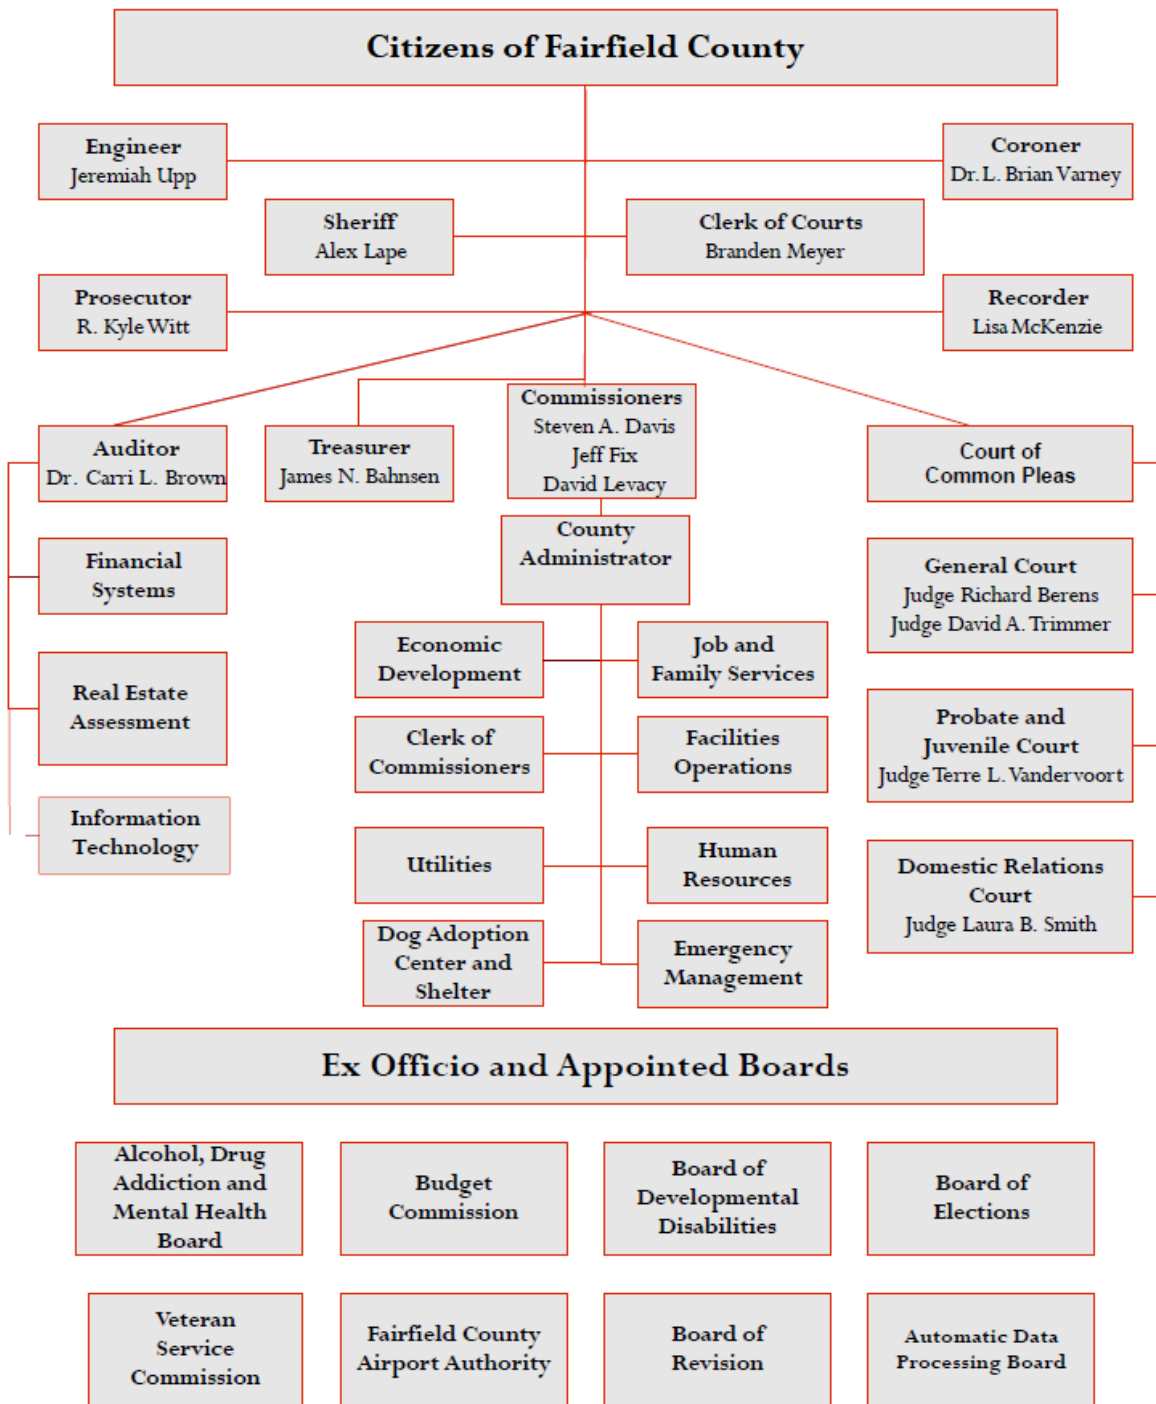 Citizens of Fairfield County
Engineer
Jeremiah Upp
Coroner
Dr. L. Brian Varney
Sheriff
Alex Lape
Clerk of Courts
Branden Meyer
Prosecutor
R. Kyle Witt
Recorder
Lisa McKenzie
Auditor
Dr. Carri L. Brown
Treasurer
James N. Bahnsen
Commissioners
Steven A. Davis
Jeff Fix
David Levacy
Court of
Common Pleas
County
Administrator
Financial
Systems
General Court
Judge Richard Berens
Judge David A. Trimmer
Economic
Development
Job and
Family Services
Real Estate
Assessment
Probate and
Juvenile Court
Judge Terre L. Vandervoort
Clerk of
Commissioners
Facilities
Operations
Information
Technology
Utilities
Human
Resources
Domestic Relations
Court
Judge Laura B. Smith
Dog Adoption
Center and
Shelter
Emergency
Management
Ex Officio and Appointed Boards
Alcohol, Drug
Addiction and
Mental Health
Board
Budget
Commission
Board of
Developmental
Disabilities
Board of
Elections
Veteran
Service
Commission
Fairfield County
Airport Authority
Board of
Revision
Automatic Data
Processing Board